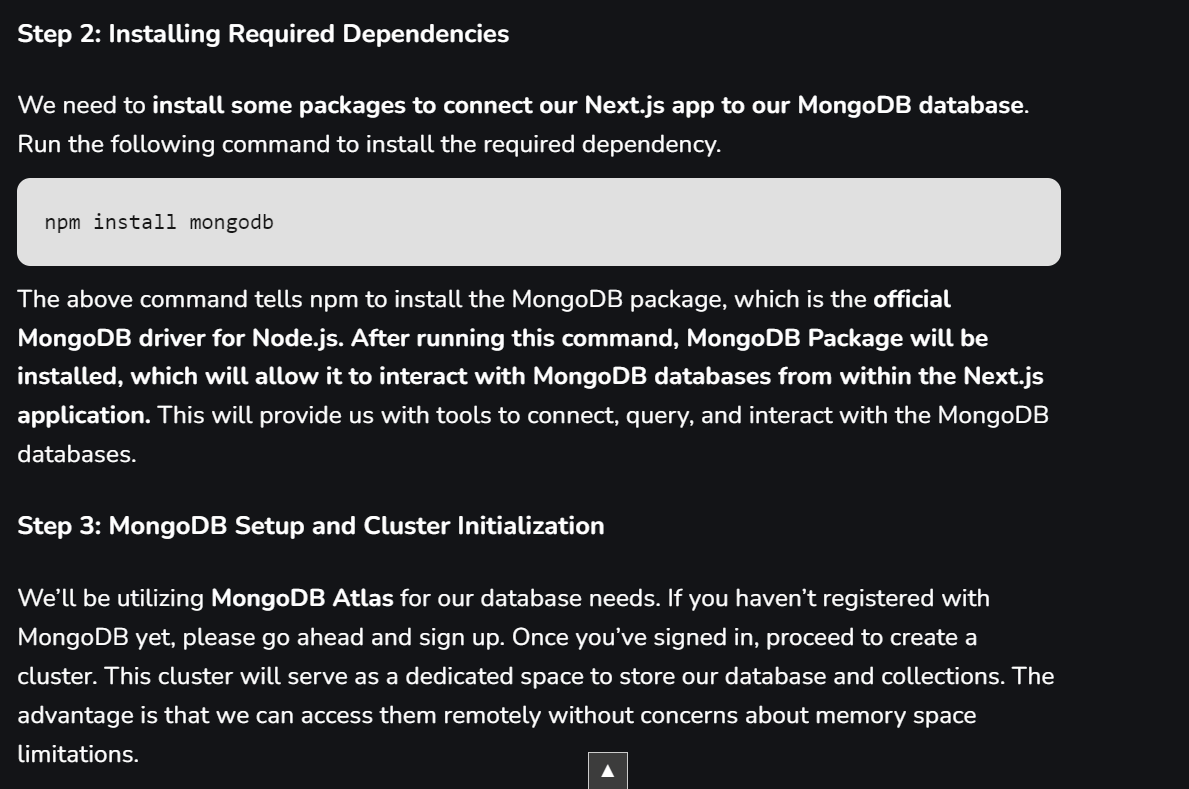 Step 2: Installing Required Dependencies
We need to install some packages to connect our Next.js app to our MongoDB database.
Run the following command to install the required dependency.
npm install mongodb
The above command tells npm to install the MongoDB package, which is the official
MongoDB driver for Node.js. After running this command, MongoDB Package will be
installed, which will allow it to interact with MongoDB databases from within the Next.js
application. This will provide us with tools to connect, query, and interact with the MongoDB
databases.
Step 3: MongoDB Setup and Cluster Initialization
We’ll be utilizing MongoDB Atlas for our database needs. If you haven’t registered with
MongoDB yet, please go ahead and sign up. Once you’ve signed in, proceed to create a
cluster. This cluster will serve as a dedicated space to store our database and collections. The
advantage is that we can access them remotely without concerns about memory space
limitations.